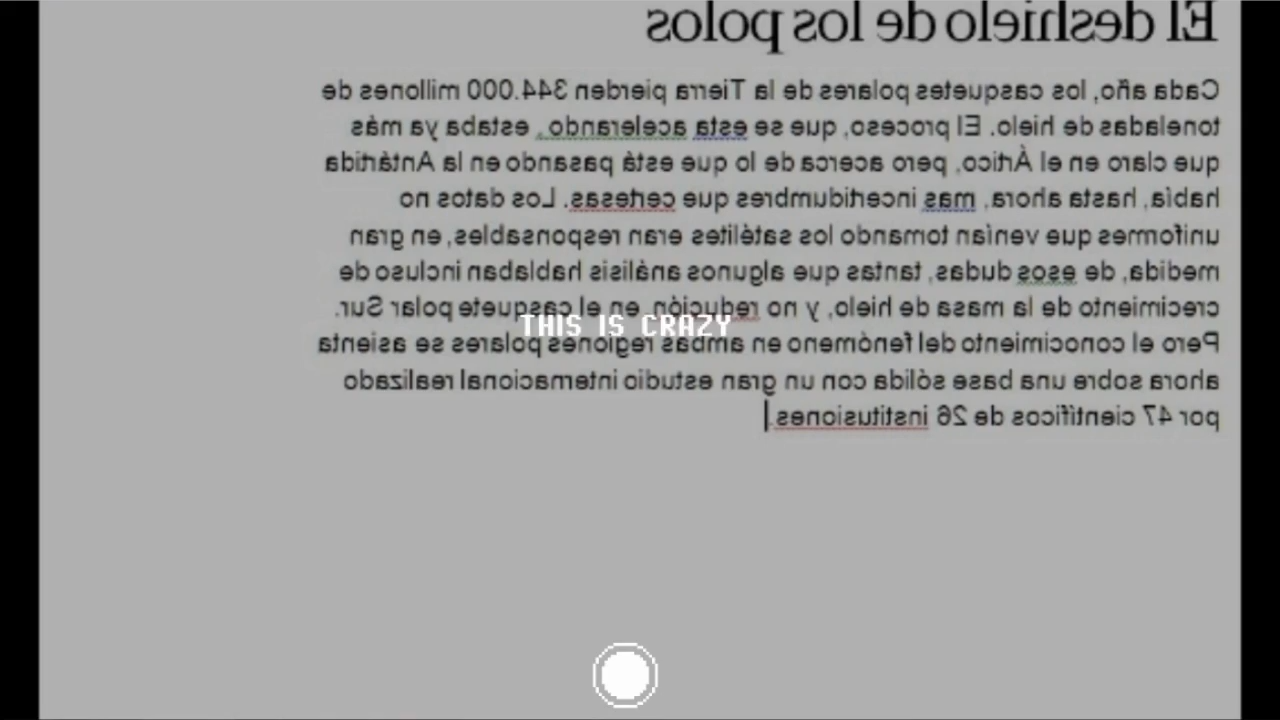 El deshielo de los polos
Cada año, los casquetes polares de la Tierra pierden 344.000 millones de
toneladas de hielo. El proceso, que se esta acelerando , estaba ya más
que claro en el Ártico, pero acerca de lo que está pasando en la Antártida
había, hasta ahora, mas incertidumbres que certesas. Los datos no
uniformes que venían tomando los satélites eran responsables, en gran
medida, de esos dudas, tantas que algunos análisis hablaban incluso de
crecimiento de la masa de hielo, y no redución, en el casquete polar Sur.
THIS IS CRAZY
Pero el conocimiento del fenómeno en ambas regiones polares se asienta
ahora sobre una base sólida con un gran estudio internacional realizado
por 47 científicos de 26 institusiones.